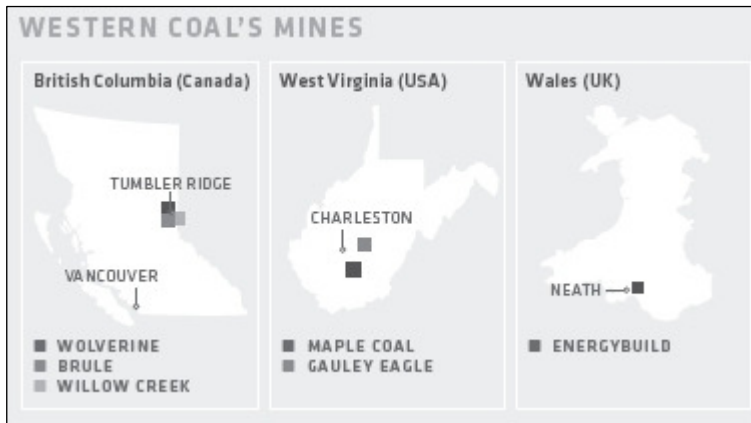 WESTERN COAL'S MINES
British Columbia (Canada)
TUMBLER RIDGE
VANCOUVER
WOLVERINE
BRULE
WILLOW CREEK
West Virginia (USA)
CHARLESTON
MAPLE COAL
GAULEY EAGLE
Wales (UK)
NEATH
ENERGYBUILD